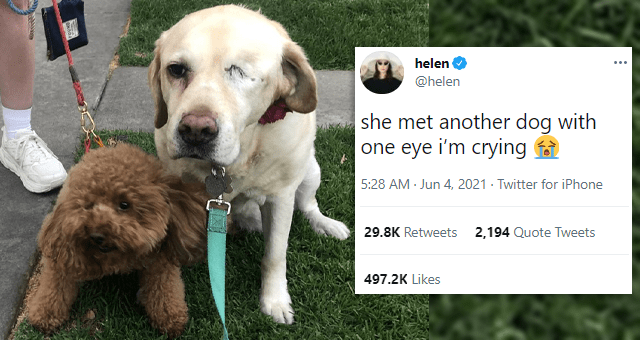 helen
@helen
she met another dog with
one eye i'm crying 😭
5:28 AM · Jun 4, 2021 · Twitter for iPhone
29.8K Retweets 2,194 Quote Tweets
497.2K Likes